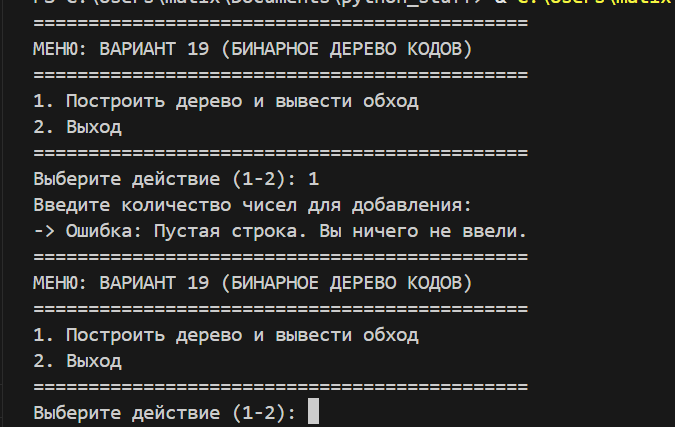 PS C:\Users\matix\Documents\python_stuff> & C:\Users\matix
=============================================
МЕНЮ: ВАРИАНТ 19 (БИНАРНОЕ ДЕРЕВО КОДОВ)
=============================================
1. Построить дерево и вывести обход
2. Выход
=============================================
Выберите действие (1-2): 1
Введите количество чисел для добавления:
-> Ошибка: Пустая строка. Вы ничего не ввели.
=============================================
МЕНЮ: ВАРИАНТ 19 (БИНАРНОЕ ДЕРЕВО КОДОВ)
=============================================
1. Построить дерево и вывести обход
2. Выход
=============================================
Выберите действие (1-2):